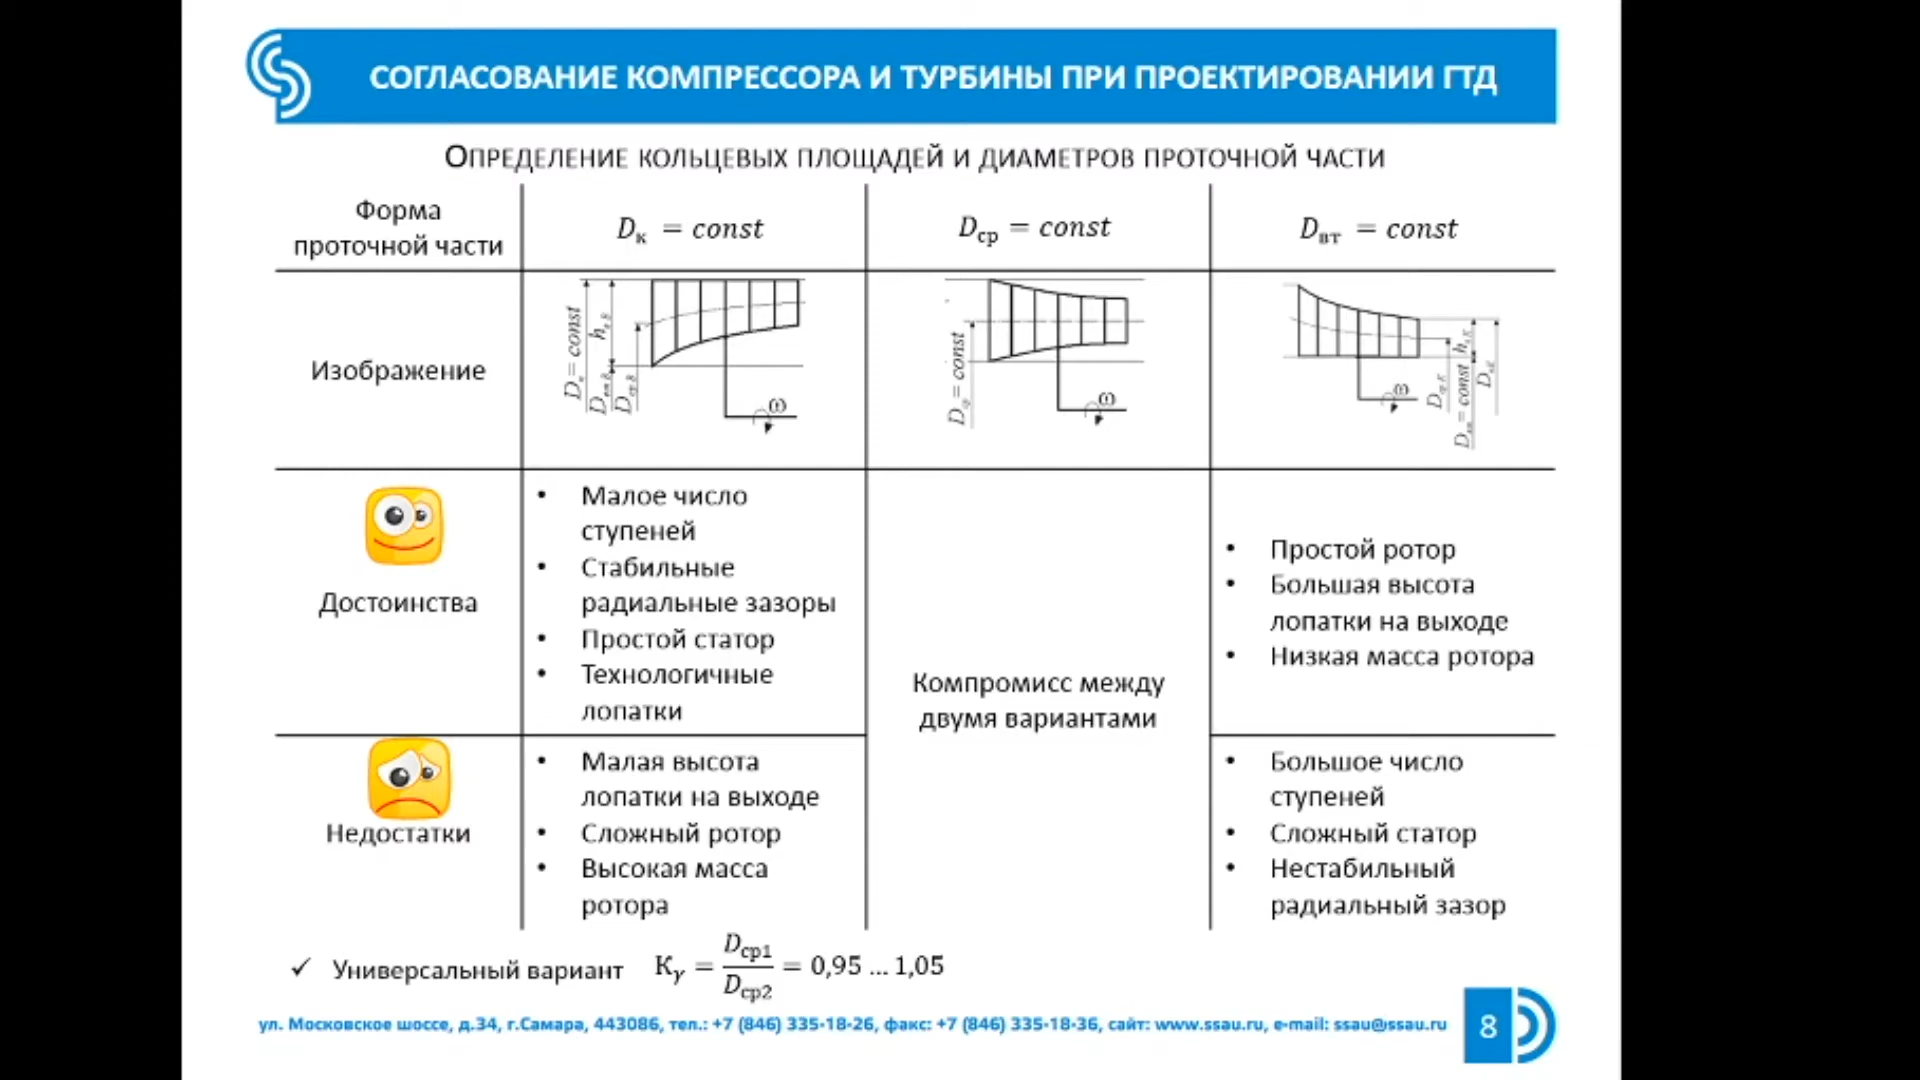 СОГЛАСОВАНИЕ КОМПРЕССОРА И ТУРБИНЫ ПРИ ПРОЕКТИРОВАНИИ ГТД
ОПРЕДЕЛЕНИЕ КОЛЬЦЕВЫХ ПЛОЩАДЕЙ И ДИАМЕТРОВ ПРОТОЧНОЙ ЧАСТИ
Форма
проточной части
Dк = const
Dср = const
Dвт = const
Изображение
D = const
ω
Dср = const
ω
ω
= const
Достоинства
• Малое число
ступеней
• Стабильные
радиальные зазоры
• Простой статор
• Технологичные
лопатки
Компромисс между
двумя вариантами
• Простой ротор
• Большая высота
лопатки на выходе
• Низкая масса ротора
Недостатки
• Малая высота
лопатки на выходе
• Сложный ротор
• Высокая масса
ротора
• Большое число
ступеней
• Сложный статор
• Нестабильный
радиальный зазор
✓ Универсальный вариант Kγ = Dср1 / Dср2 = 0,95 ... 1,05
ул. Московское шоссе, д.34, г.Самара, 443086, тел.: +7 (846) 335-18-26, факс: +7 (846) 335-18-36, сайт: www.ssau.ru, e-mail: ssau@ssau.ru
8